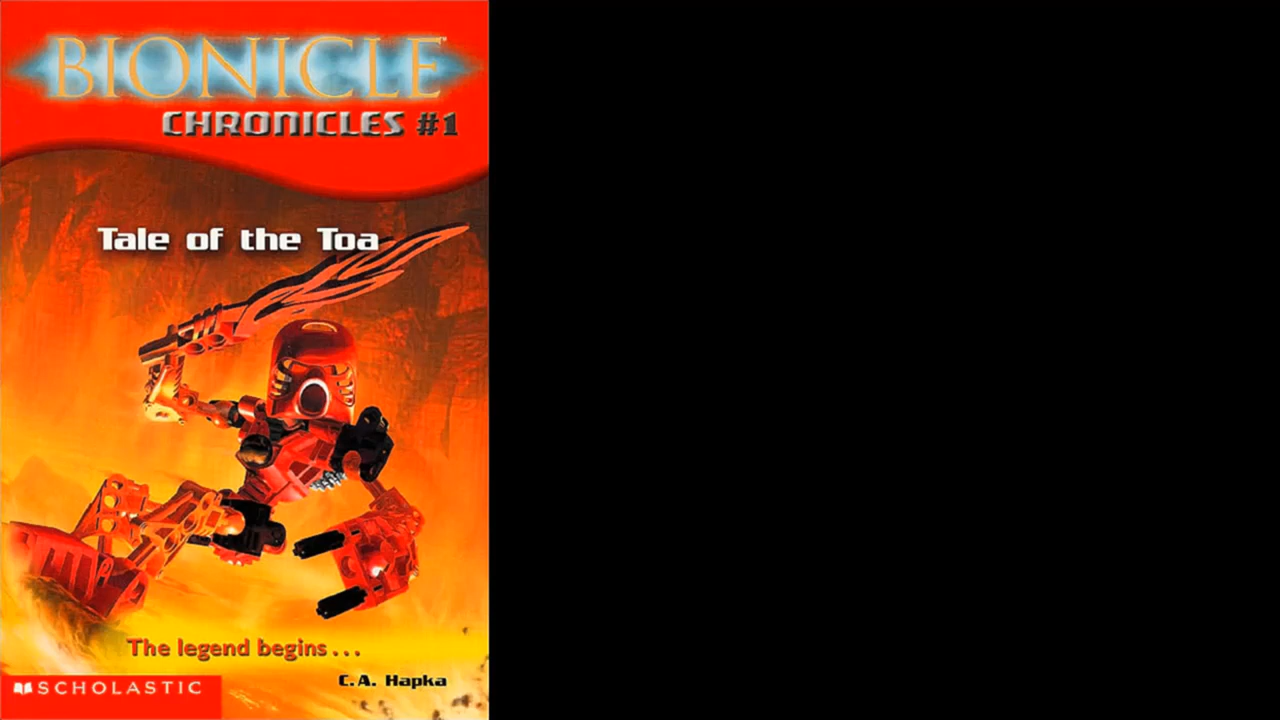 BIONICLE
CHRONICLES #1
Tale of the Toa
The legend begins...
C.A. Hapka
SCHOLASTIC